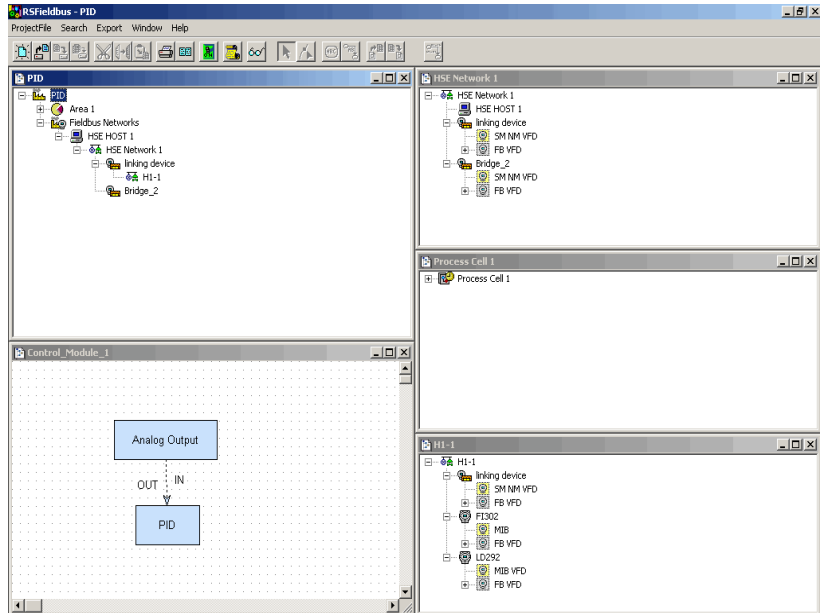 RSFieldbus - PID
ProjectFile Search Export Window Help
PID
PID
Area 1
Fieldbus Networks
HSE HOST 1
HSE Network 1
linking device
H1-1
Bridge_2
HSE Network 1
HSE Network 1
HSE HOST 1
linking device
SM NM VFD
FB VFD
Bridge_2
SM NM VFD
FB VFD
Process Cell 1
Process Cell 1
Control_Module_1
Analog Output
OUT IN
PID
H1-1
H1-1
linking device
SM NM VFD
FB VFD
FI302
MIB
FB VFD
LD292
MIB VFD
FB VFD